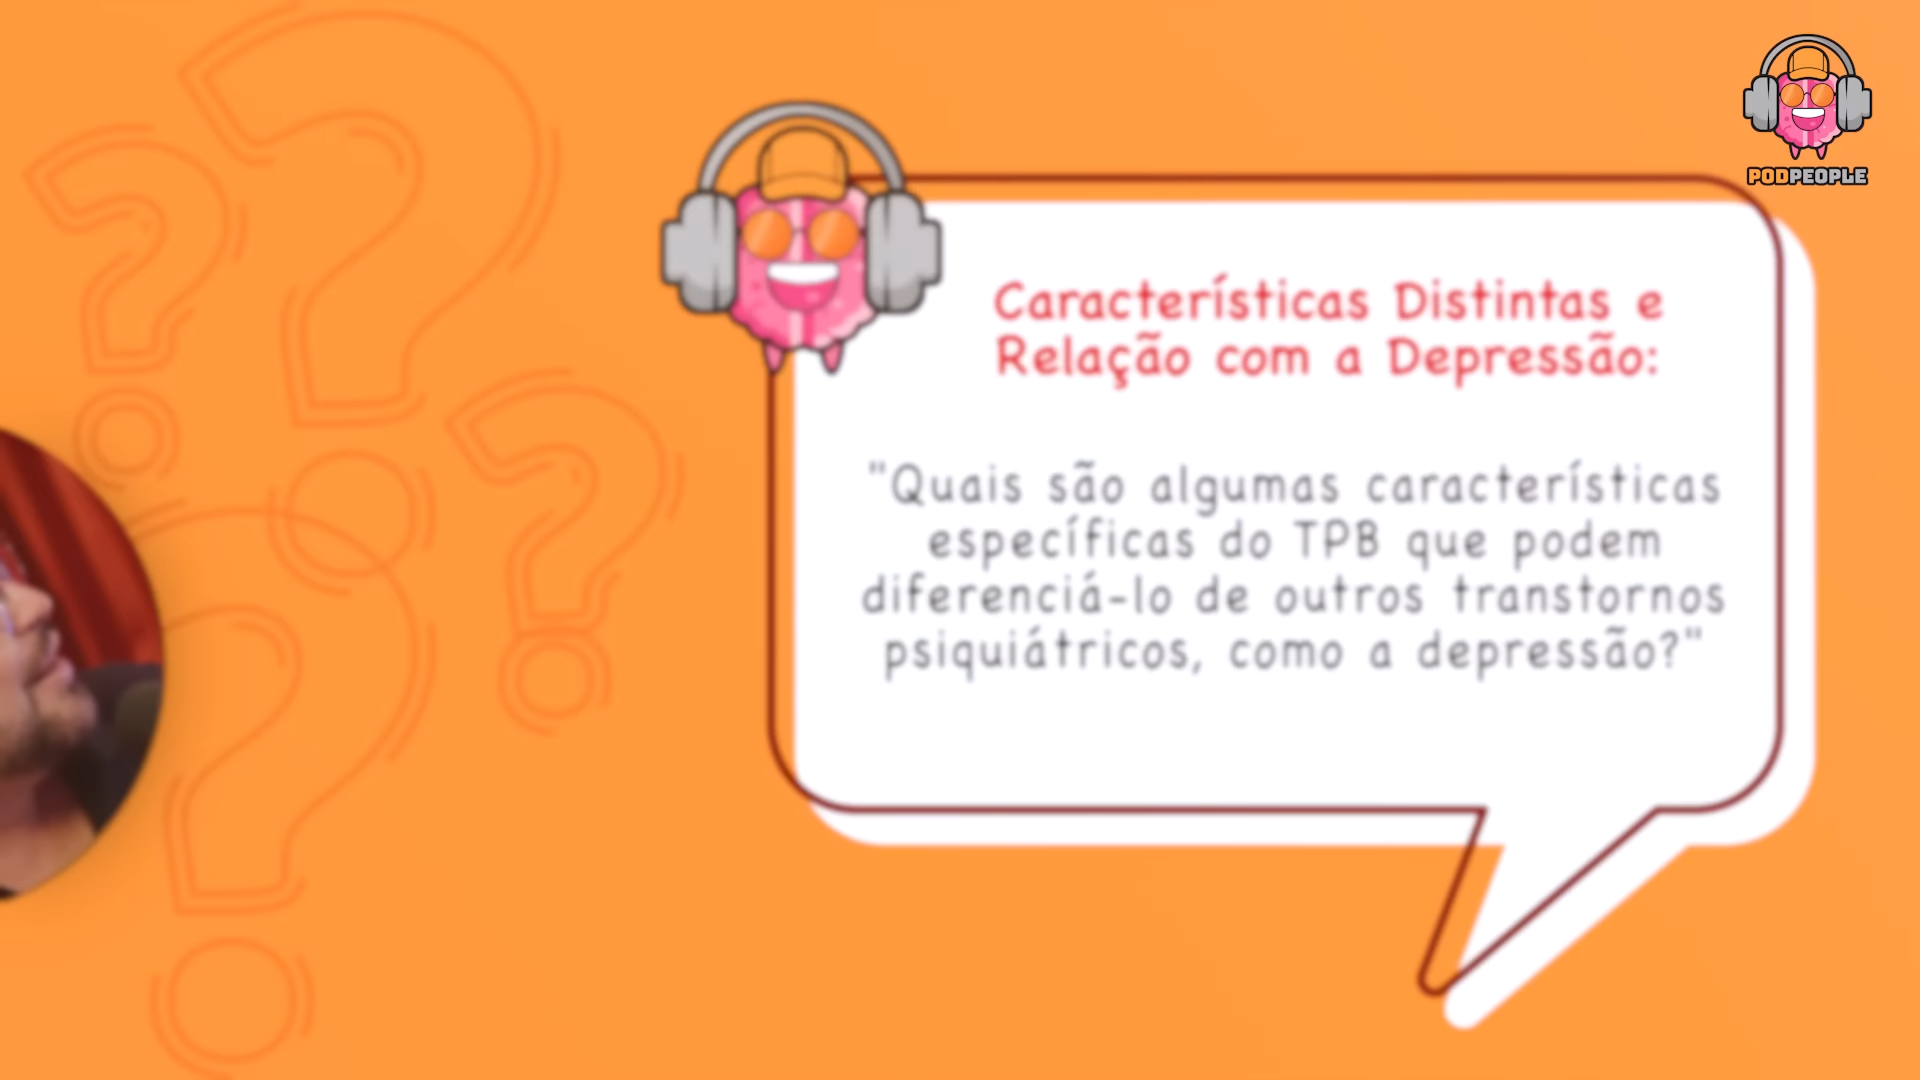 PODPEOPLE
Características Distintas e
Relação com a Depressão:
"Quais são algumas características
específicas do TPB que podem
diferenciá-lo de outros transtornos
psiquiátricos, como a depressão?"